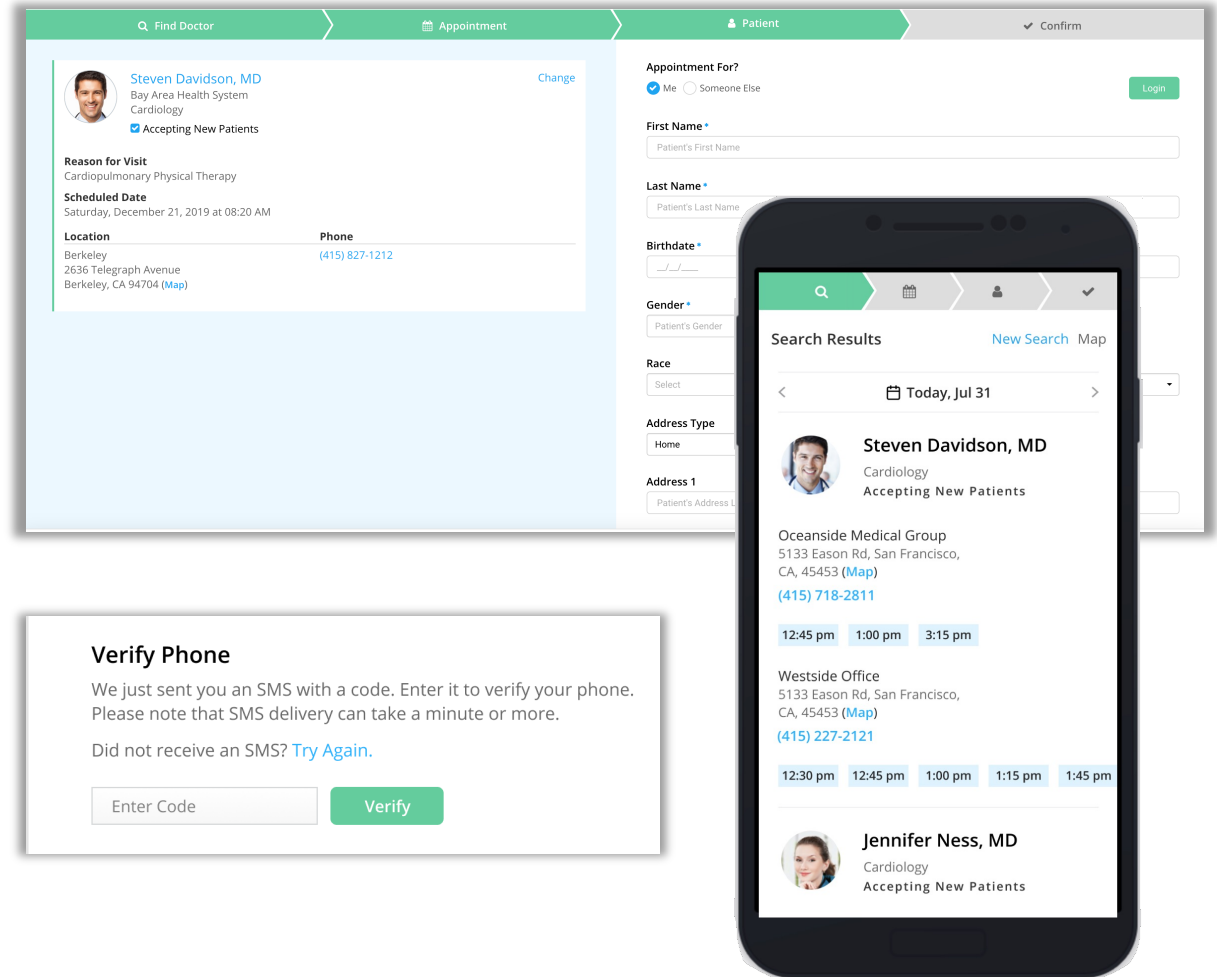 Find Doctor
Appointment
Patient
Confirm
Steven Davidson, MD
Change
Bay Area Health System
Cardiology
Accepting New Patients
Reason for Visit
Cardiopulmonary Physical Therapy
Scheduled Date
Saturday, December 21, 2019 at 08:20 AM
Location Phone
Berkeley (415) 827-1212
2636 Telegraph Avenue
Berkeley, CA 94704 (Map)
Appointment For?
Me Someone Else
Login
First Name *
Patient's First Name
Last Name *
Patient's Last Name
Birthdate *
__/__/____
Gender *
Patient's Gender
Race
Select
Address Type
Home
Address 1
Patient's Address
Verify Phone
We just sent you an SMS with a code. Enter it to verify your phone.
Please note that SMS delivery can take a minute or more.
Did not receive an SMS? Try Again.
Enter Code
Verify
Search Results New Search Map
Today, Jul 31
Steven Davidson, MD
Cardiology
Accepting New Patients
Oceanside Medical Group
5133 Eason Rd, San Francisco,
CA, 45453 (Map)
(415) 718-2811
12:45 pm 1:00 pm 3:15 pm
Westside Office
5133 Eason Rd, San Francisco,
CA, 45453 (Map)
(415) 227-2121
12:30 pm 12:45 pm 1:00 pm 1:15 pm 1:45 pm
Jennifer Ness, MD
Cardiology
Accepting New Patients